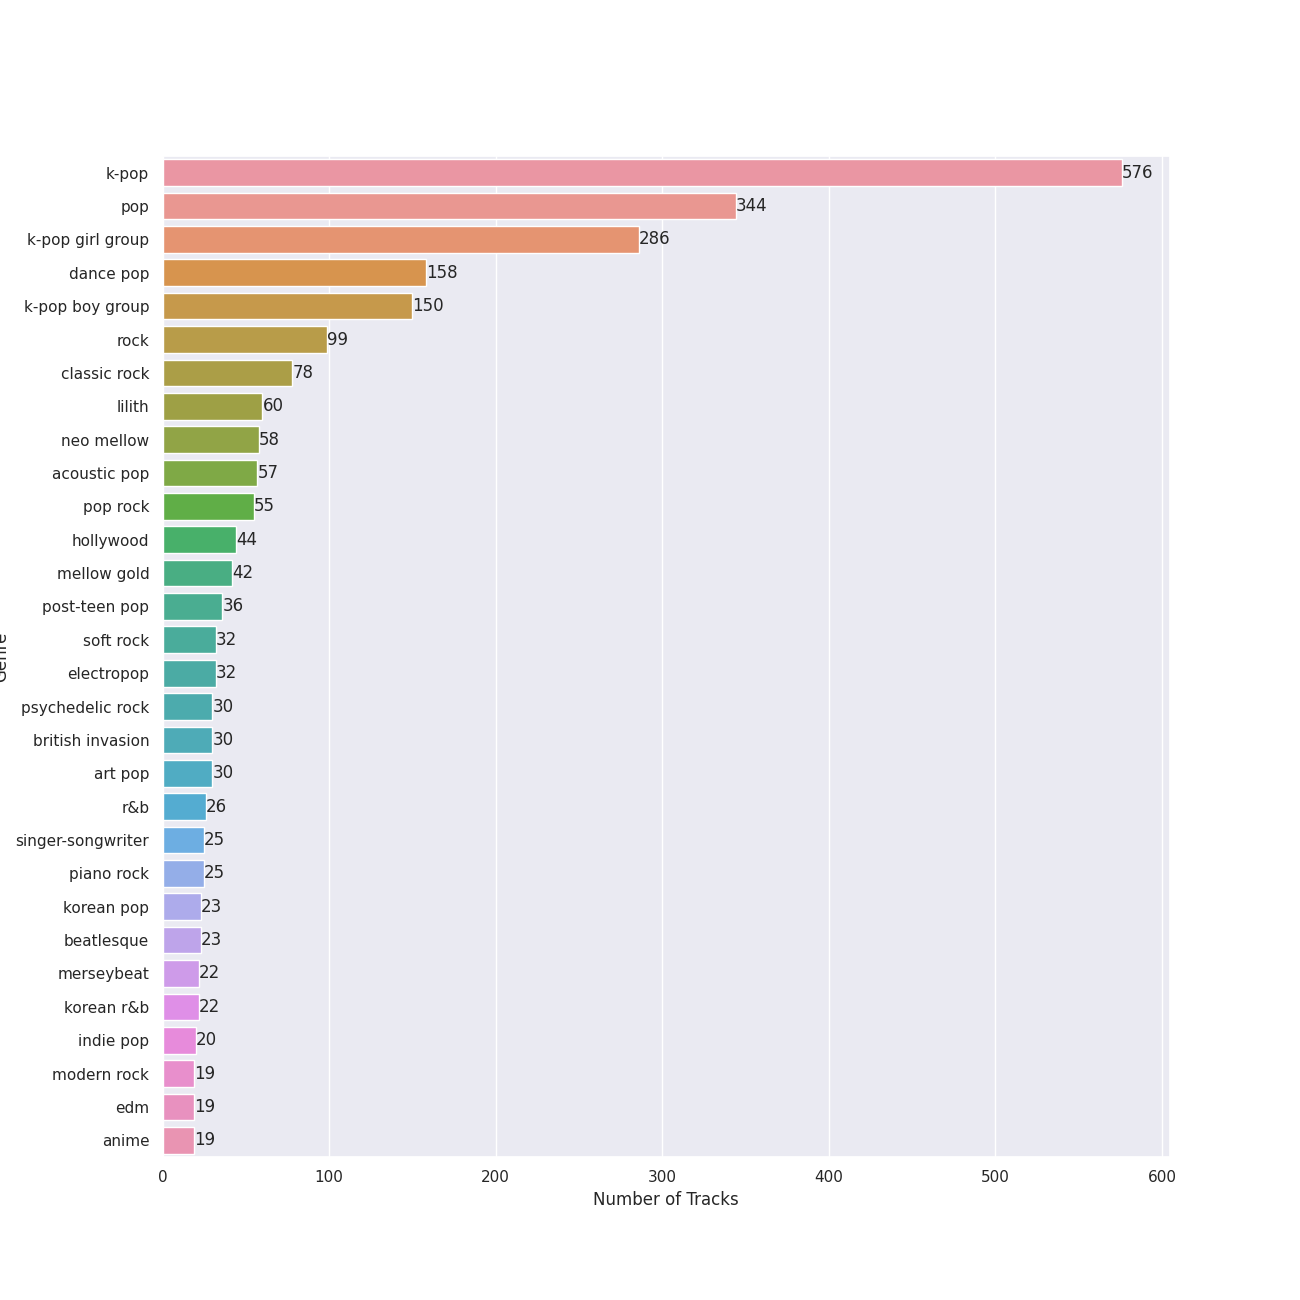 k-pop 576
pop 344
k-pop girl group 286
dance pop 158
k-pop boy group 150
rock 99
classic rock 78
lilith 60
neo mellow 58
acoustic pop 57
pop rock 55
hollywood 44
mellow gold 42
post-teen pop 36
soft rock 32
electropop 32
psychedelic rock 30
british invasion 30
art pop 30
r&b 26
singer-songwriter 25
piano rock 25
korean pop 23
beatlesque 23
merseybeat 22
korean r&b 22
indie pop 20
modern rock 19
edm 19
anime 19
0 100 200 300 400 500 600
Number of Tracks
Genre